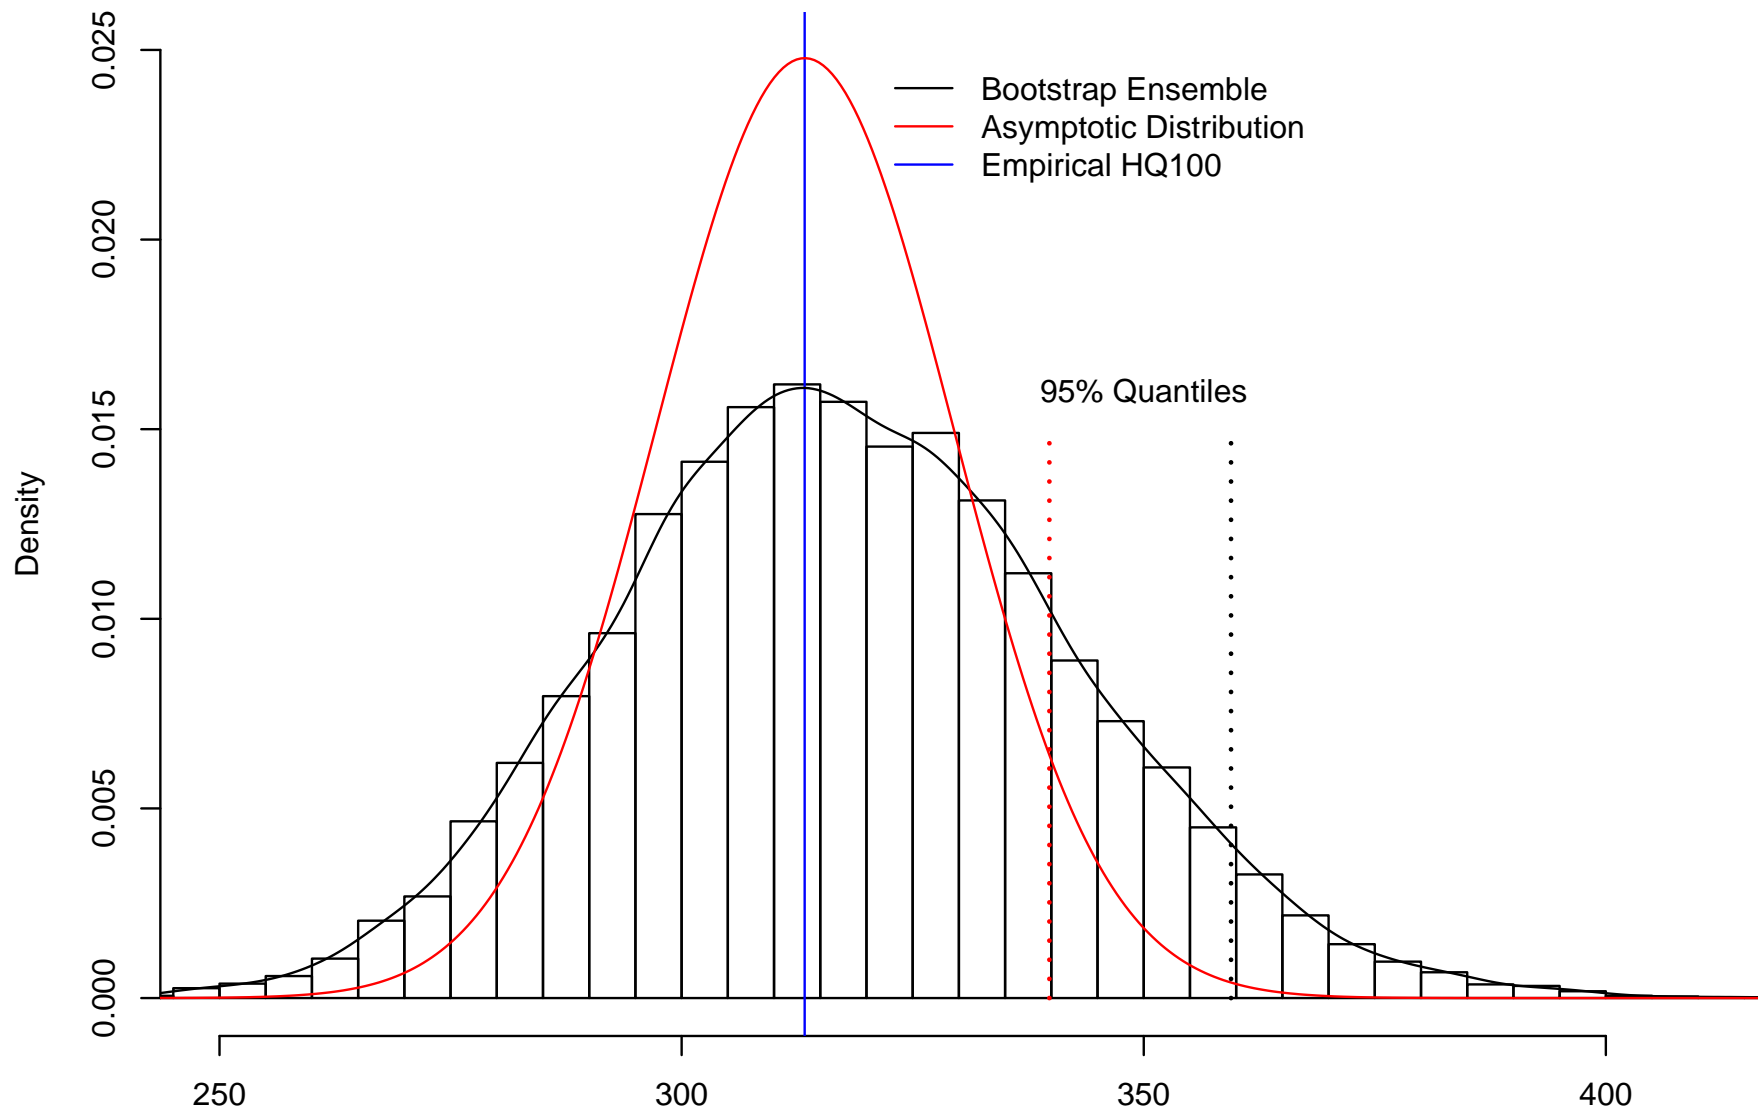 0.025
0.020
0.015
0.010
0.005
0.000
Density
Bootstrap Ensemble
Asymptotic Distribution
Empirical HQ100
95% Quantiles
250 300 350 400